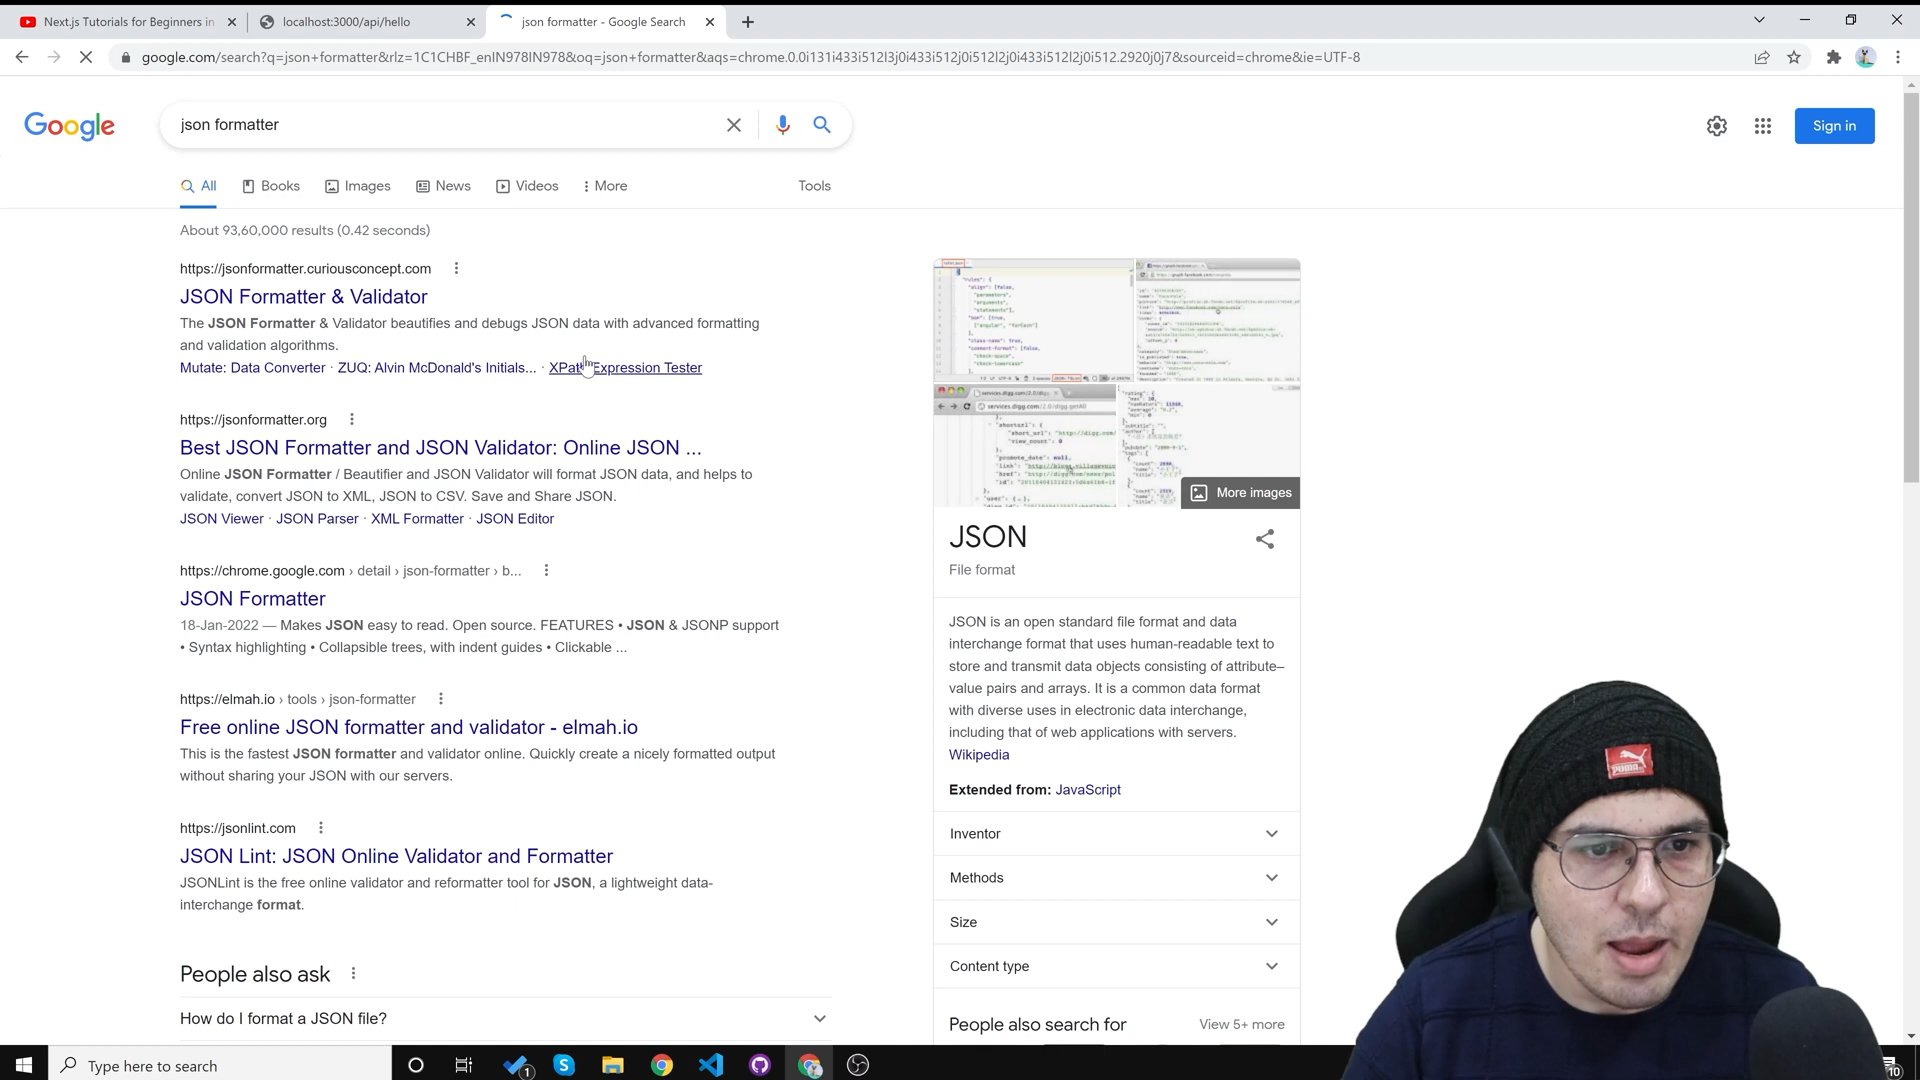 Next.js Tutorials for Beginners in
localhost:3000/api/hello
json formatter - Google Search
google.com/search?q=json+formatter&rlz=1C1CHBF_enIN978IN978&oq=json+formatter&aqs=chrome.0.0i131i433i512l3j0i433i512j0i512l2j0i433i512l2j0i512.2920j0j7&sourceid=chrome&ie=UTF-8
Google
json formatter
Sign in
All
Books
Images
News
Videos
More
Tools
About 93,60,000 results (0.42 seconds)
https://jsonformatter.curiousconcept.com
JSON Formatter & Validator
The JSON Formatter & Validator beautifies and debugs JSON data with advanced formatting
and validation algorithms.
Mutate: Data Converter · ZUQ: Alvin McDonald's Initials... · XPath Expression Tester
https://jsonformatter.org
Best JSON Formatter and JSON Validator: Online JSON ...
Online JSON Formatter / Beautifier and JSON Validator will format JSON data, and helps to
validate, convert JSON to XML, JSON to CSV. Save and Share JSON.
JSON Viewer · JSON Parser · XML Formatter · JSON Editor
https://chrome.google.com › detail › json-formatter › b...
JSON Formatter
18-Jan-2022 — Makes JSON easy to read. Open source. FEATURES • JSON & JSONP support
• Syntax highlighting • Collapsible trees, with indent guides • Clickable ...
https://elmah.io › tools › json-formatter
Free online JSON formatter and validator - elmah.io
This is the fastest JSON formatter and validator online. Quickly create a nicely formatted output
without sharing your JSON with our servers.
https://jsonlint.com
JSON Lint: JSON Online Validator and Formatter
JSONLint is the free online validator and reformatter tool for JSON, a lightweight data-
interchange format.
People also ask
How do I format a JSON file?
More images
JSON
File format
JSON is an open standard file format and data
interchange format that uses human-readable text to
store and transmit data objects consisting of attribute–
value pairs and arrays. It is a common data format
with diverse uses in electronic data interchange,
including that of web applications with servers.
Wikipedia
Extended from: JavaScript
Inventor
Methods
Size
Content type
People also search for
View 5+ more
PUMA
Type here to search
1
10